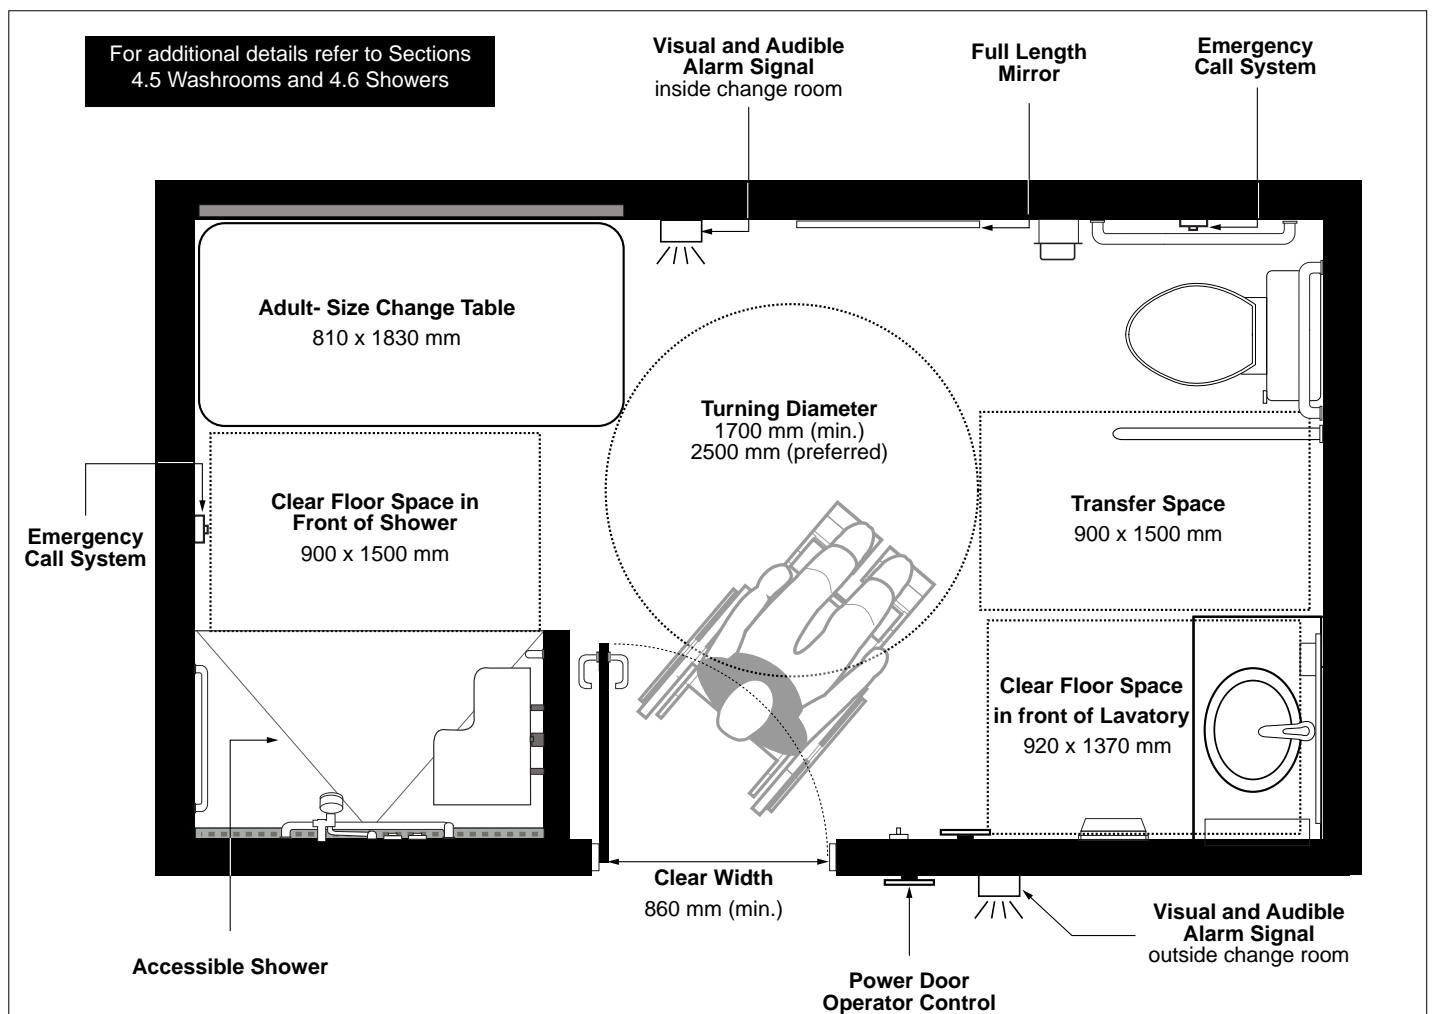 For additional details refer to Sections
4.5 Washrooms and 4.6 Showers
Visual and Audible
Alarm Signal
inside change room
Full Length
Mirror
Emergency
Call System
Adult- Size Change Table
810 x 1830 mm
Turning Diameter
1700 mm (min.)
2500 mm (preferred)
Clear Floor Space in
Front of Shower
900 x 1500 mm
Transfer Space
900 x 1500 mm
Emergency
Call System
Clear Floor Space
in front of Lavatory
920 x 1370 mm
Clear Width
860 mm (min.)
Visual and Audible
Alarm Signal
outside change room
Accessible Shower
Power Door
Operator Control